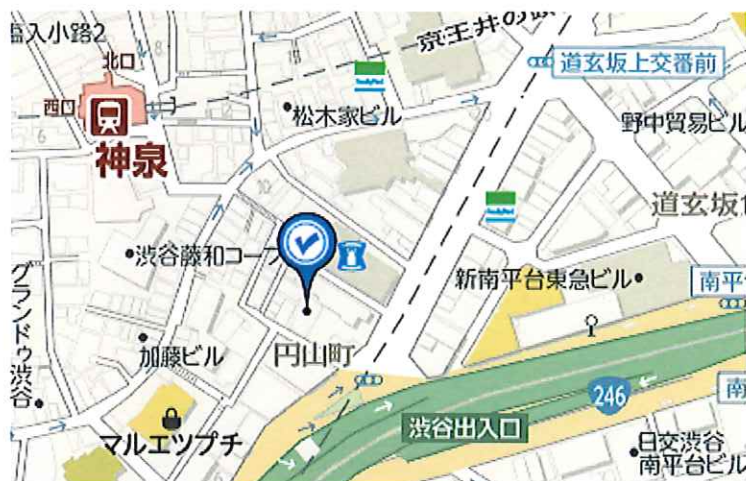 塩入小路2
北口
西口
神泉
松木家ビル
京王井の頭
道玄坂上交番前
野中貿易ビル
道玄坂1
10
渋谷藤和コープ
新南平台東急ビル
南平
グランドゥ渋谷
加藤ビル
円山町
246
南
マルエツプチ
渋谷出入口
日交渋谷
南平台ビル